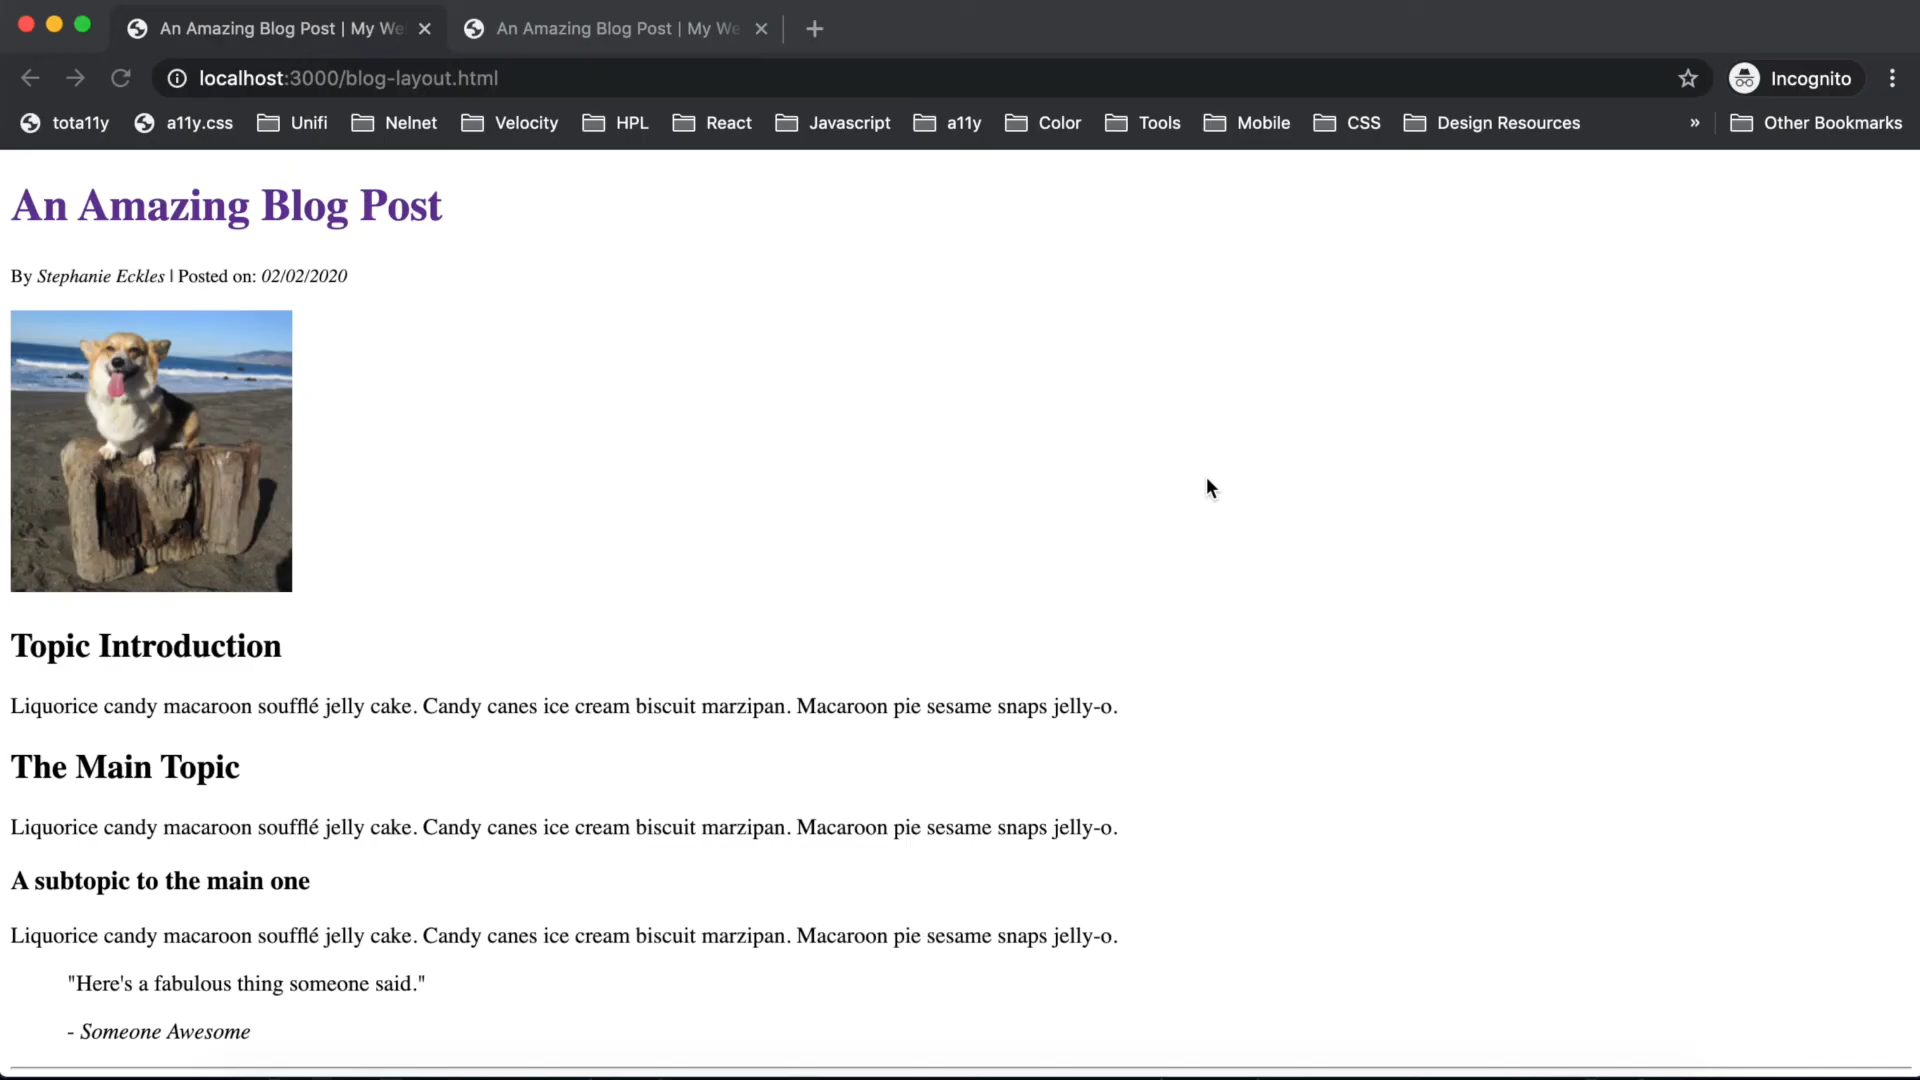 An Amazing Blog Post | My We
An Amazing Blog Post | My We
localhost:3000/blog-layout.html
Incognito
tota11y a11y.css Unifi Nelnet Velocity HPL React Javascript a11y Color Tools Mobile CSS Design Resources » Other Bookmarks
An Amazing Blog Post
By Stephanie Eckles | Posted on: 02/02/2020
Topic Introduction
Liquorice candy macaroon soufflé jelly cake. Candy canes ice cream biscuit marzipan. Macaroon pie sesame snaps jelly-o.
The Main Topic
Liquorice candy macaroon soufflé jelly cake. Candy canes ice cream biscuit marzipan. Macaroon pie sesame snaps jelly-o.
A subtopic to the main one
Liquorice candy macaroon soufflé jelly cake. Candy canes ice cream biscuit marzipan. Macaroon pie sesame snaps jelly-o.
"Here's a fabulous thing someone said."
- Someone Awesome